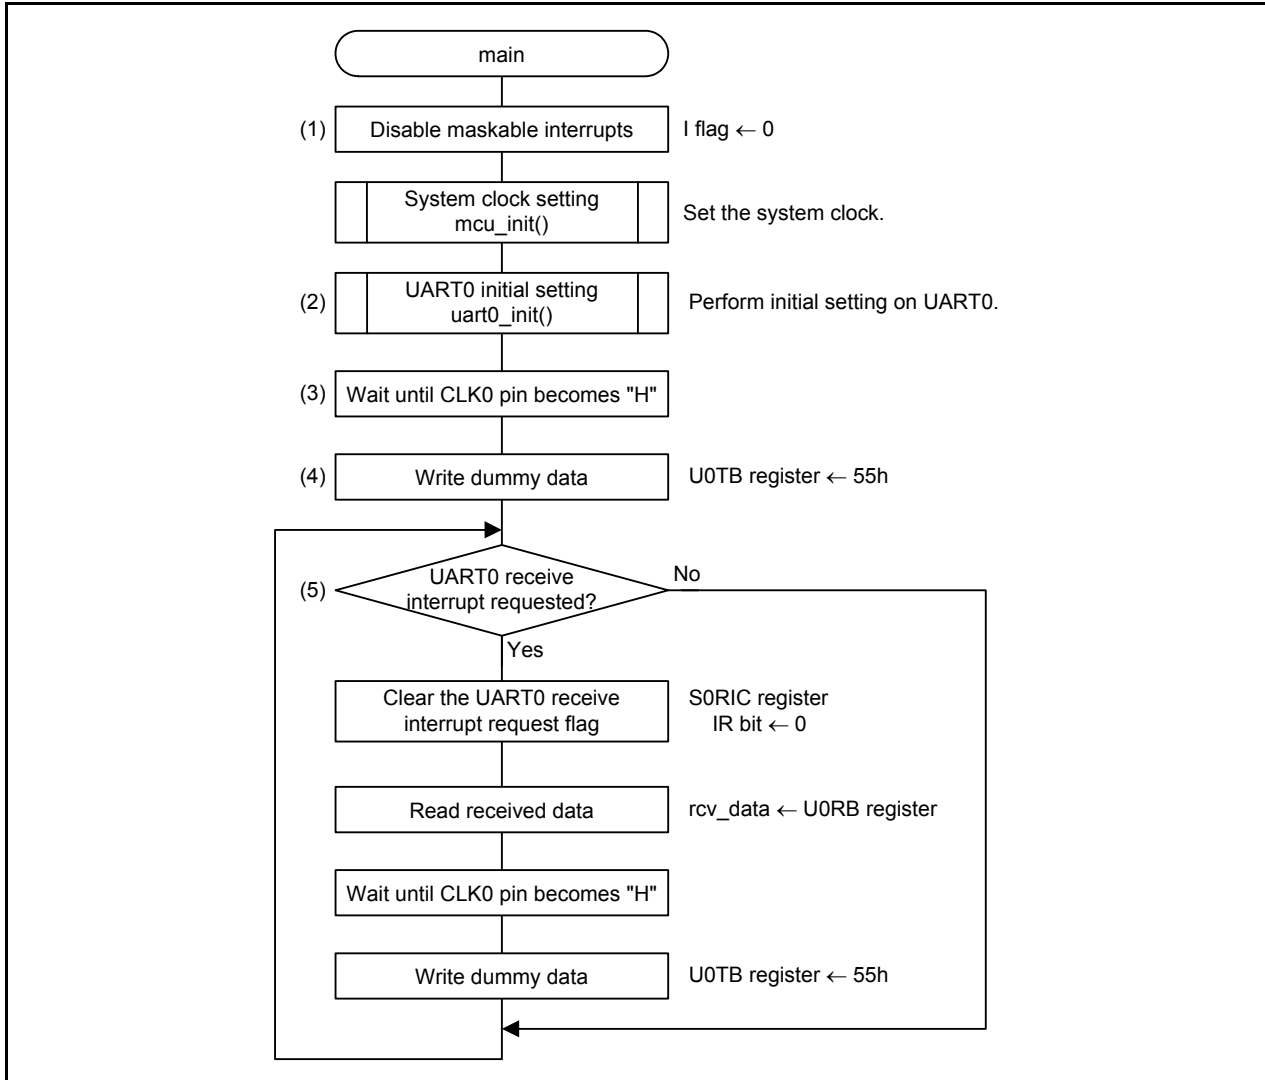 main
(1) Disable maskable interrupts I flag ← 0
System clock setting
mcu_init()
Set the system clock.
(2) UART0 initial setting
uart0_init()
Perform initial setting on UART0.
(3) Wait until CLK0 pin becomes "H"
(4) Write dummy data U0TB register ← 55h
(5) UART0 receive
interrupt requested?
No
Yes
Clear the UART0 receive
interrupt request flag
S0RIC register
IR bit ← 0
Read received data rcv_data ← U0RB register
Wait until CLK0 pin becomes "H"
Write dummy data U0TB register ← 55h